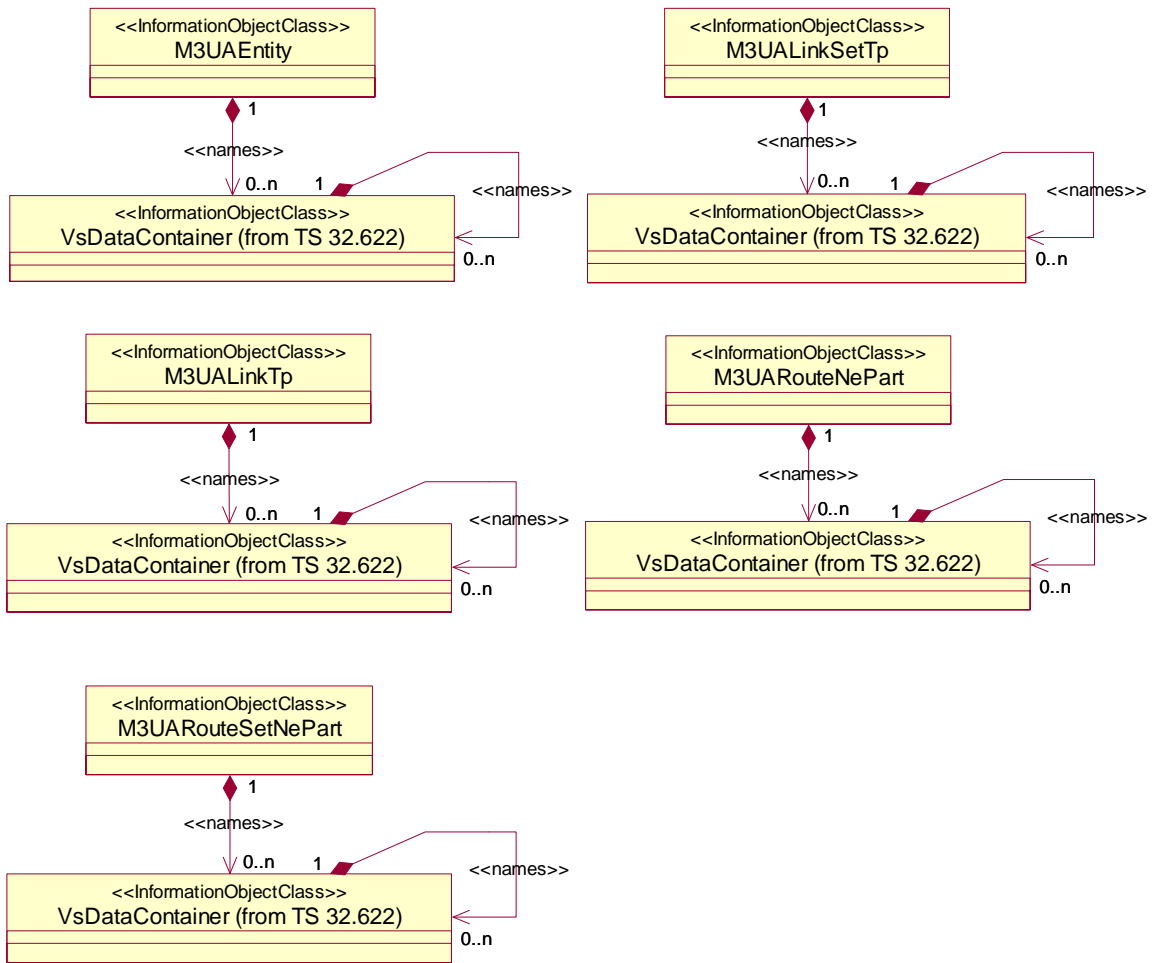 <<InformationObjectClass>>
M3UAEntity
1
<<names>>
0..n
1
<<names>>
<<InformationObjectClass>>
VsDataContainer (from TS 32.622)
0..n
<<InformationObjectClass>>
M3UALinkSetTp
1
<<names>>
0..n
1
<<names>>
<<InformationObjectClass>>
VsDataContainer (from TS 32.622)
0..n
<<InformationObjectClass>>
M3UALinkTp
1
<<names>>
0..n
1
<<names>>
<<InformationObjectClass>>
VsDataContainer (from TS 32.622)
0..n
<<InformationObjectClass>>
M3UARouteNePart
1
<<names>>
0..n
1
<<names>>
<<InformationObjectClass>>
VsDataContainer (from TS 32.622)
0..n
<<InformationObjectClass>>
M3UARouteSetNePart
1
<<names>>
0..n
1
<<names>>
<<InformationObjectClass>>
VsDataContainer (from TS 32.622)
0..n